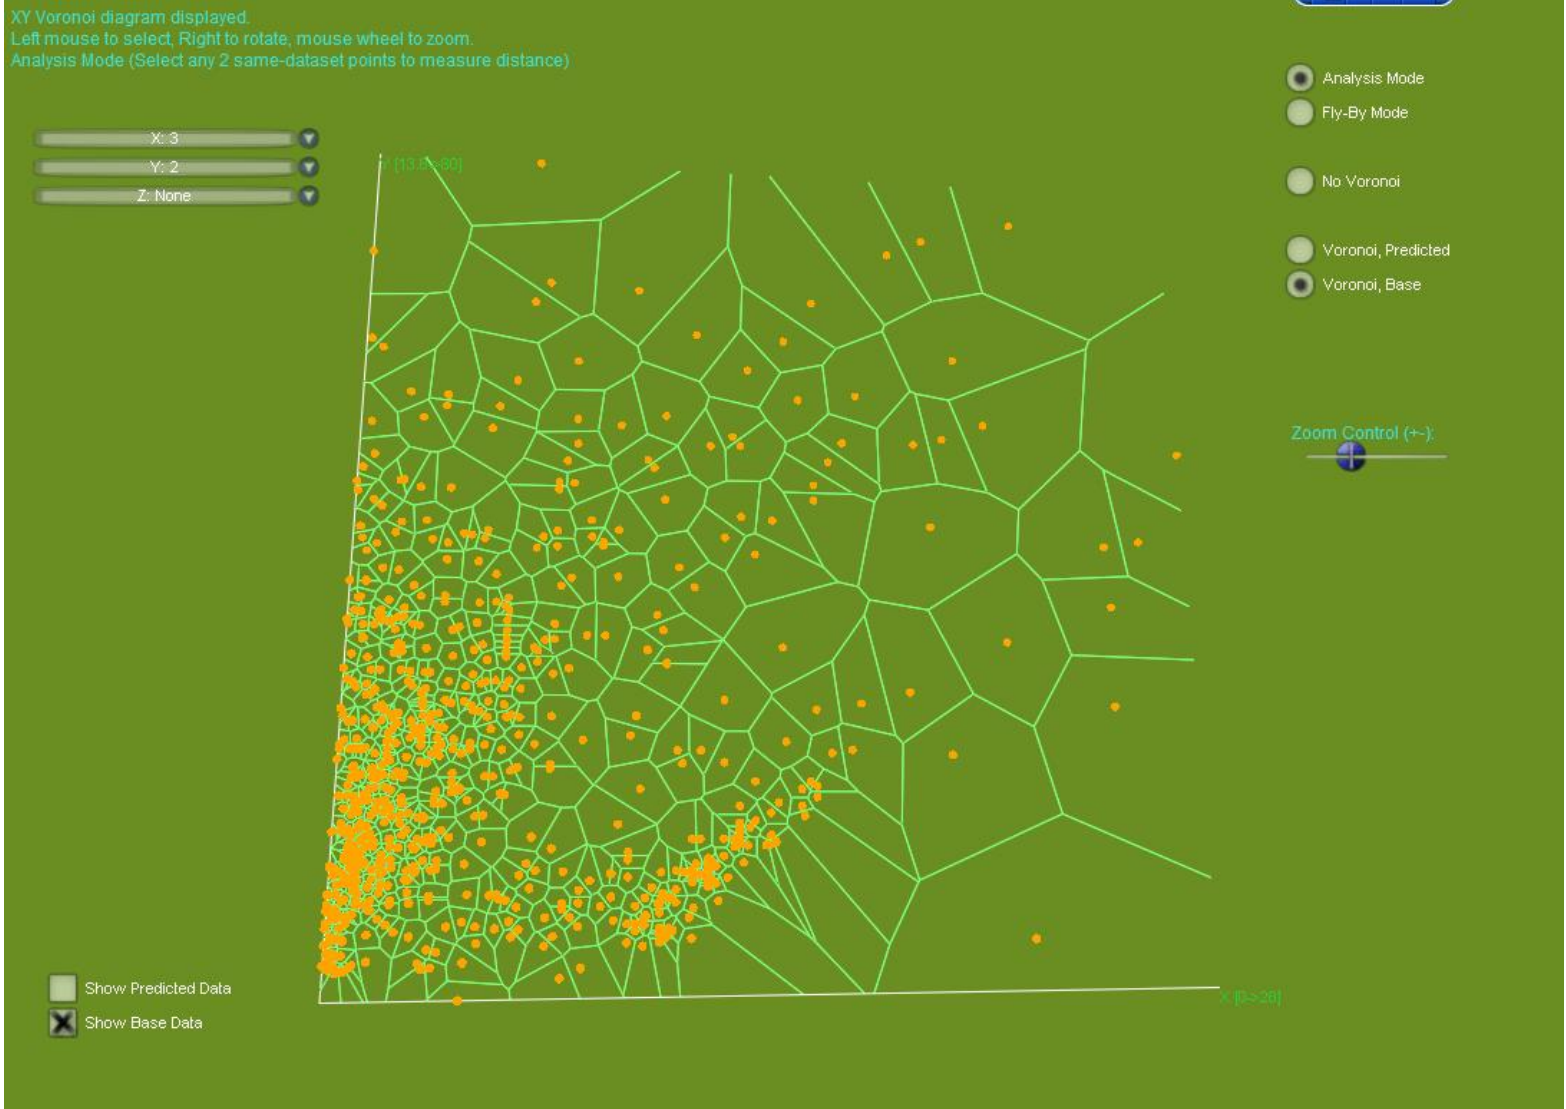 XY Voronoi diagram displayed.
Left mouse to select, Right to rotate, mouse wheel to zoom.
Analysis Mode (Select any 2 same-dataset points to measure distance)
Analysis Mode
Fly-By Mode
X: 3
Y: 2
Z: None
No Voronoi
Voronoi, Predicted
Voronoi, Base
Zoom Control (+-):
Show Predicted Data
Show Base Data
X [0->26]